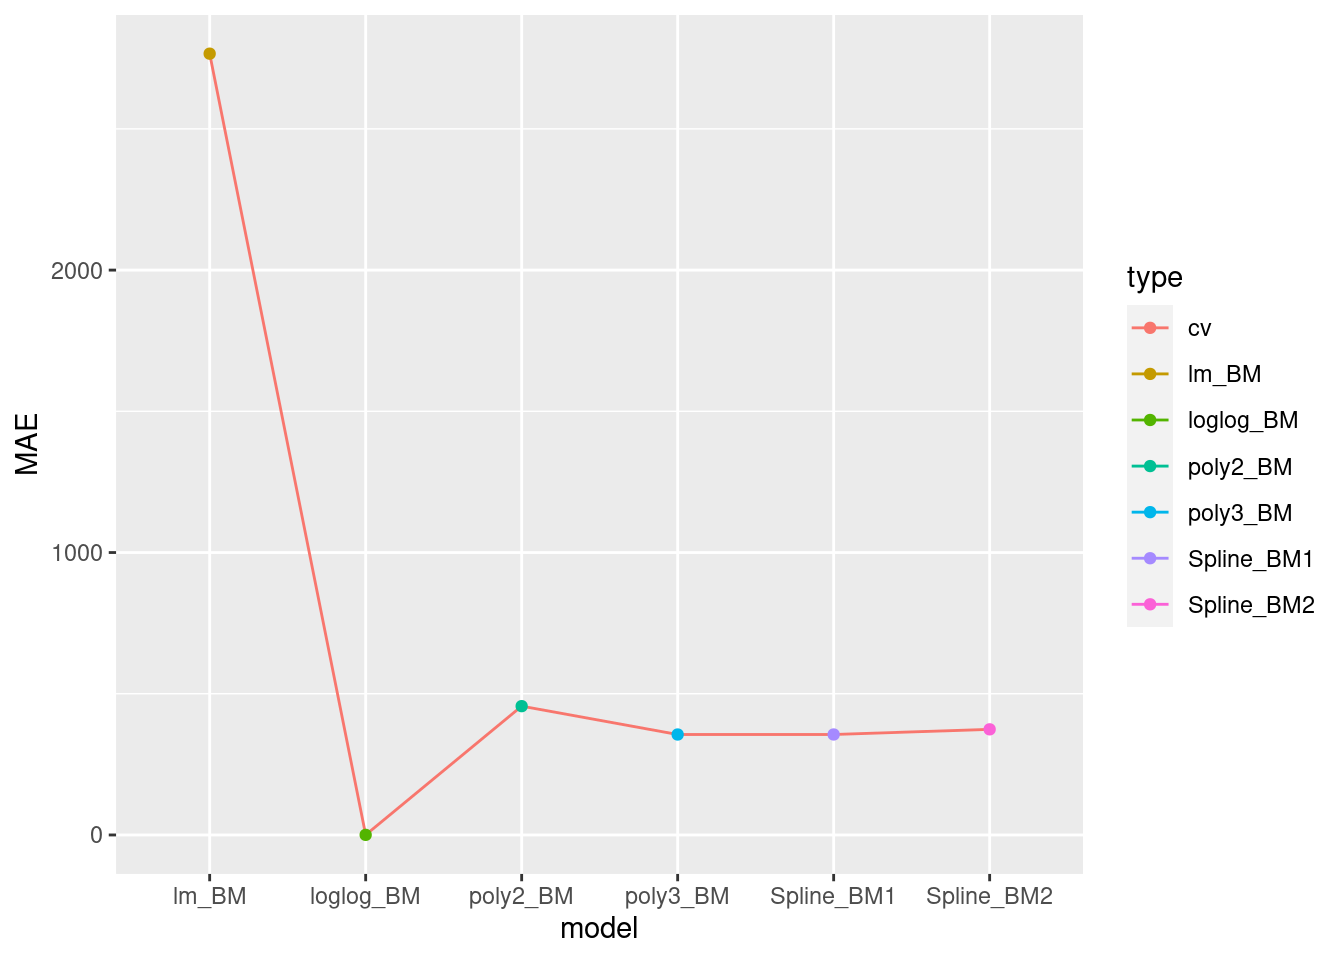 MAE
2000
1000
0
lm_BM loglog_BM poly2_BM poly3_BM Spline_BM1 Spline_BM2
model
type
cv
lm_BM
loglog_BM
poly2_BM
poly3_BM
Spline_BM1
Spline_BM2